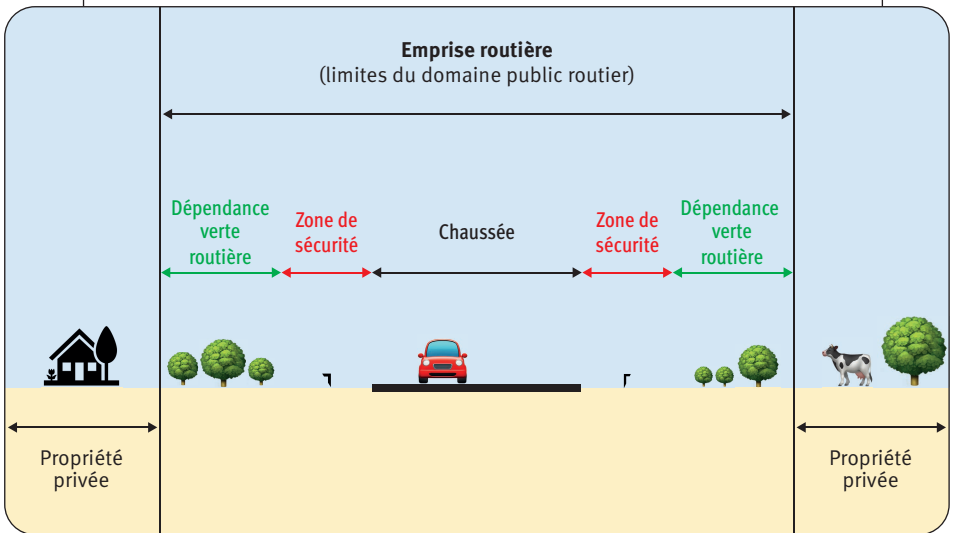 Emprise routière
(limites du domaine public routier)
Dépendance
verte
routière
Zone de
sécurité
Chaussée
Zone de
sécurité
Dépendance
verte
routière
Propriété
privée
Propriété
privée